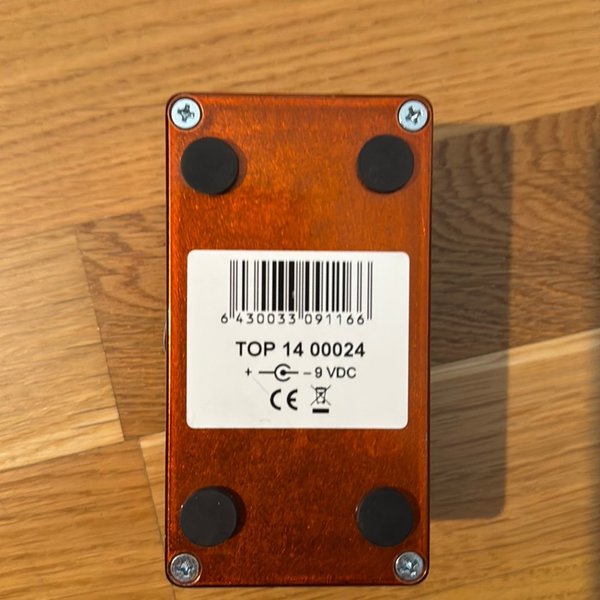 6 430033 091166
TOP 14 00024
+ – 9 VDC
CE